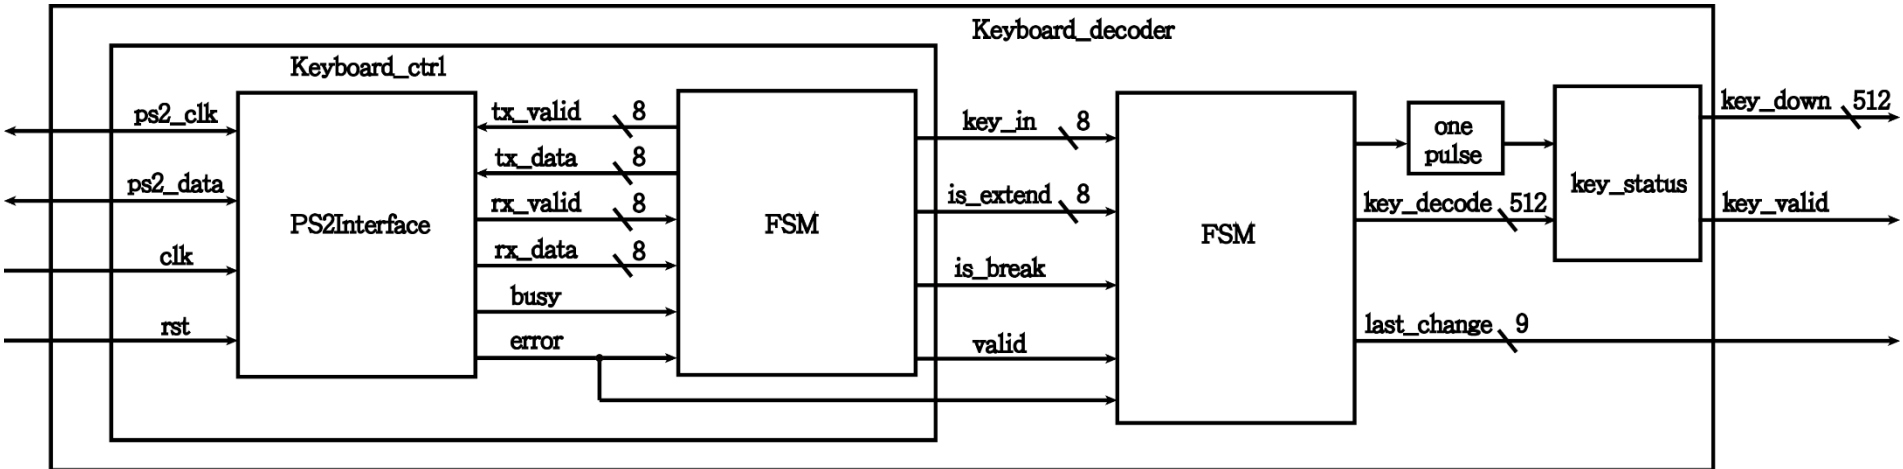 Keyboard_decoder
Keyboard_ctrl
ps2_clk
ps2_data
clk
rst
PS2Interface
tx_valid 8
tx_data 8
rx_valid 8
rx_data 8
busy
error
FSM
key_in 8
is_extend 8
is_break
valid
FSM
one
pulse
key_decode 512
last_change 9
key_status
key_down 512
key_valid